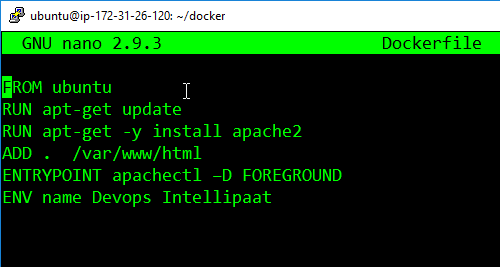 ubuntu@ip-172-31-26-120: ~/docker
GNU nano 2.9.3 Dockerfile
FROM ubuntu
RUN apt-get update
RUN apt-get -y install apache2
ADD .  /var/www/html
ENTRYPOINT apachectl –D FOREGROUND
ENV name Devops Intellipaat